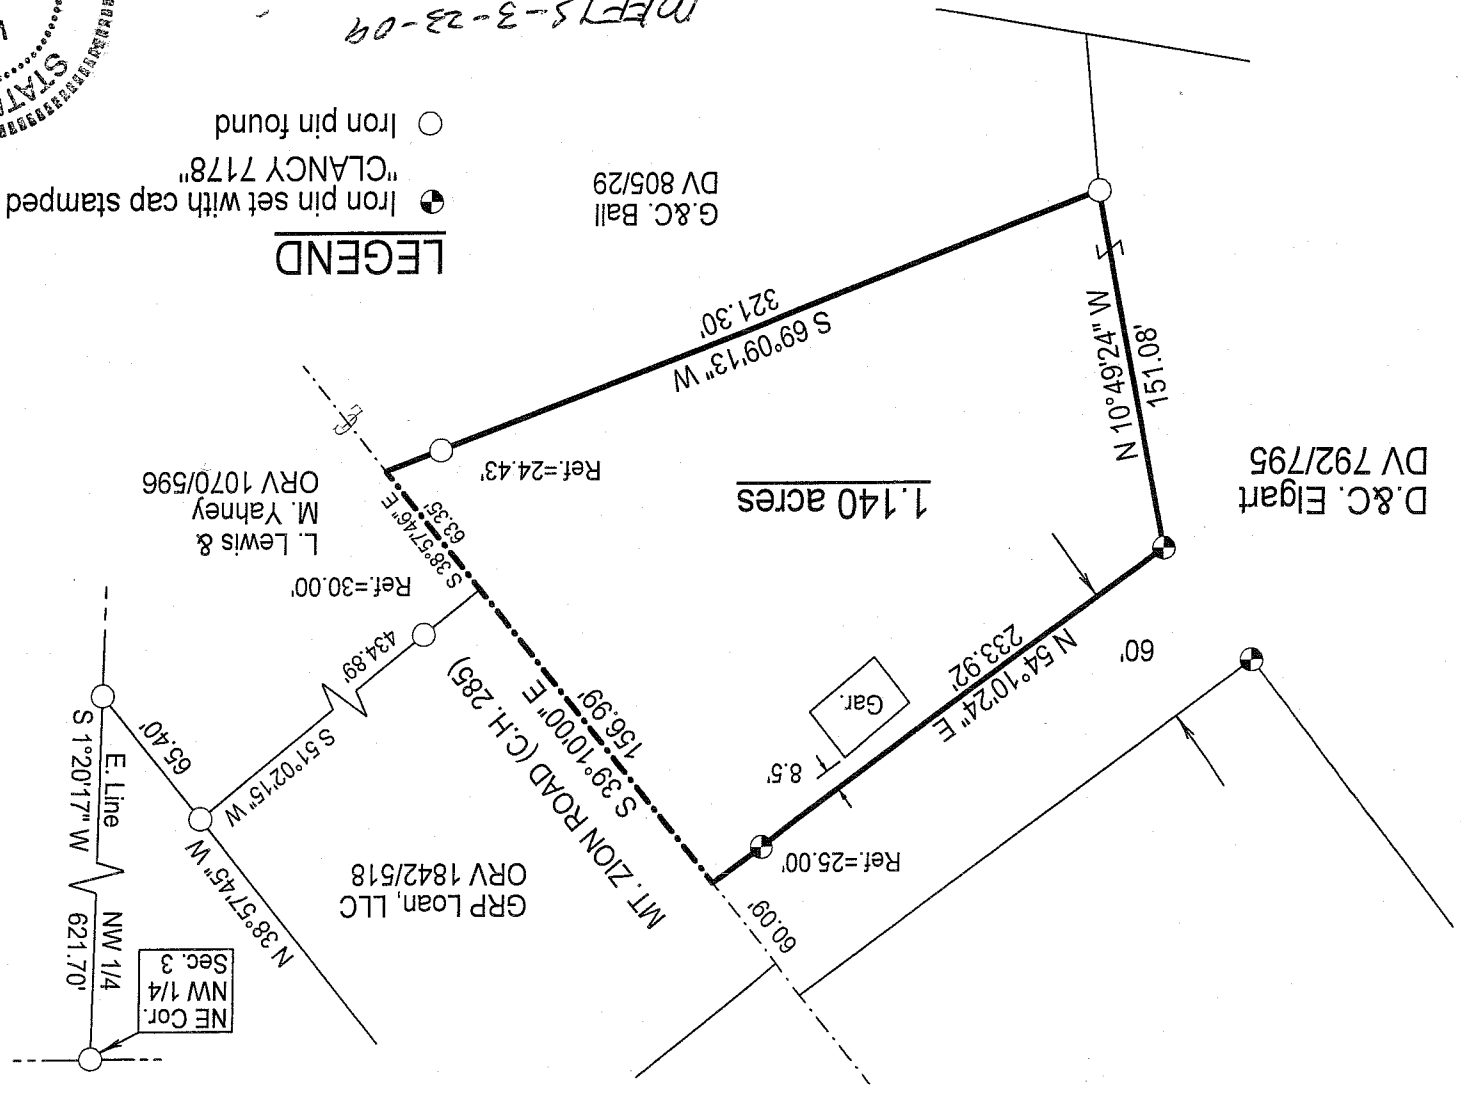 NE Cor.
NW 1/4
Sec. 3
NW 1/4
621.70'
E. Line
S 1°20'17" W
N 38°57'45" W
65.40'
GRP Loan, LLC
ORV 1842/518
S 51°02'15" W
434.89'
Ref.=30.00'
60.09'
MT. ZION ROAD (C.H. 285)
Ref.=25.00'
8.5'
Gar.
N 54°10'24" E
233.92'
60'
S 39°10'00" E
156.99'
L. Lewis &
M. Yahney
ORV 1070/596
S 38°57'46" E
63.35'
D.&C. Elgart
DV 792/795
1.140 acres
Ref.=24.43'
N 10°49'24" W
151.08'
S 69°09'13" W
321.30'
G.&C. Ball
DV 805/29
LEGEND
Iron pin set with cap stamped
"CLANCY 7178"
Iron pin found
STAT